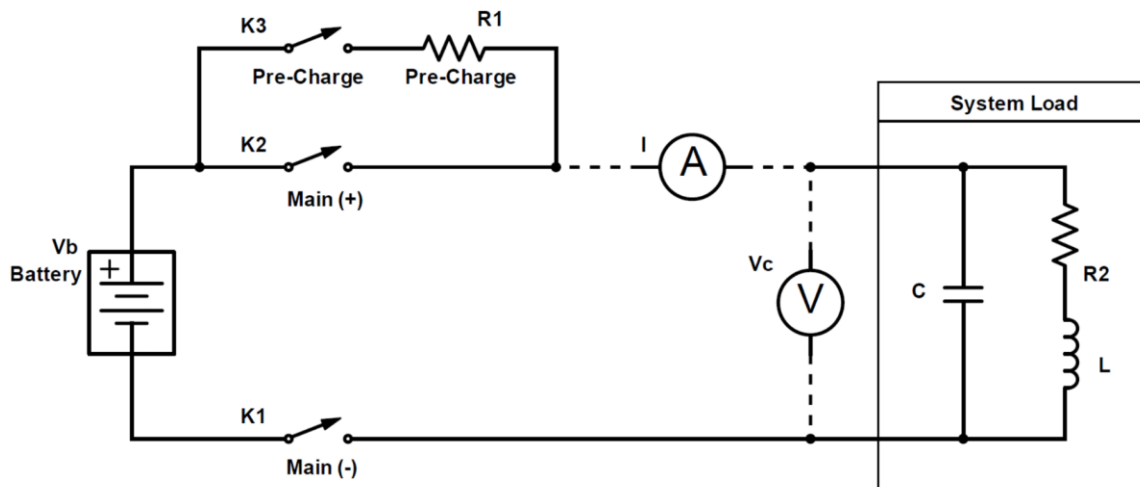 K3
R1
Pre-Charge
Pre-Charge
System Load
K2
I
A
Main (+)
Vb
Battery
+
Vc
V
C
R2
L
K1
Main (-)